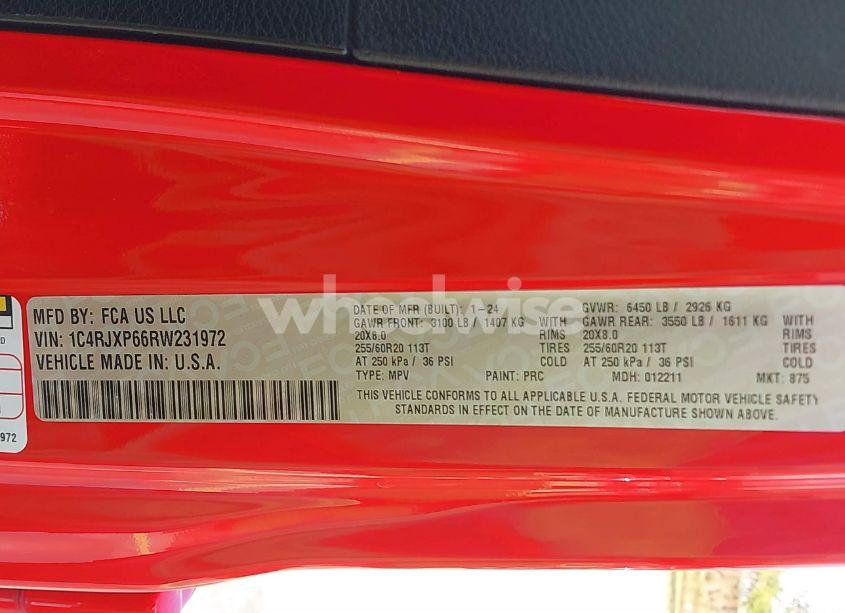 wheelwise
MFD BY: FCA US LLC
VIN: 1C4RJXP66RW231972
VEHICLE MADE IN U.S.A.
DATE OF MFR (BUILT): 1-24 GVWR: 6450 LB / 2926 KG
GAWR FRONT: 3100 LB / 1407 KG GAWR REAR: 3550 LB / 1611 KG
20X8.0 RIMS 20X8.0 RIMS
255/60R20 113T TIRES 255/60R20 113T TIRES
AT 250 kPa / 36 PSI COLD AT 250 kPa / 36 PSI COLD
TYPE: MPV PAINT: PRC MDH: 012211 MKT: 875
THIS VEHICLE CONFORMS TO ALL APPLICABLE U.S.A. FEDERAL MOTOR VEHICLE SAFETY
STANDARDS IN EFFECT ON THE DATE OF MANUFACTURE SHOWN ABOVE.
972